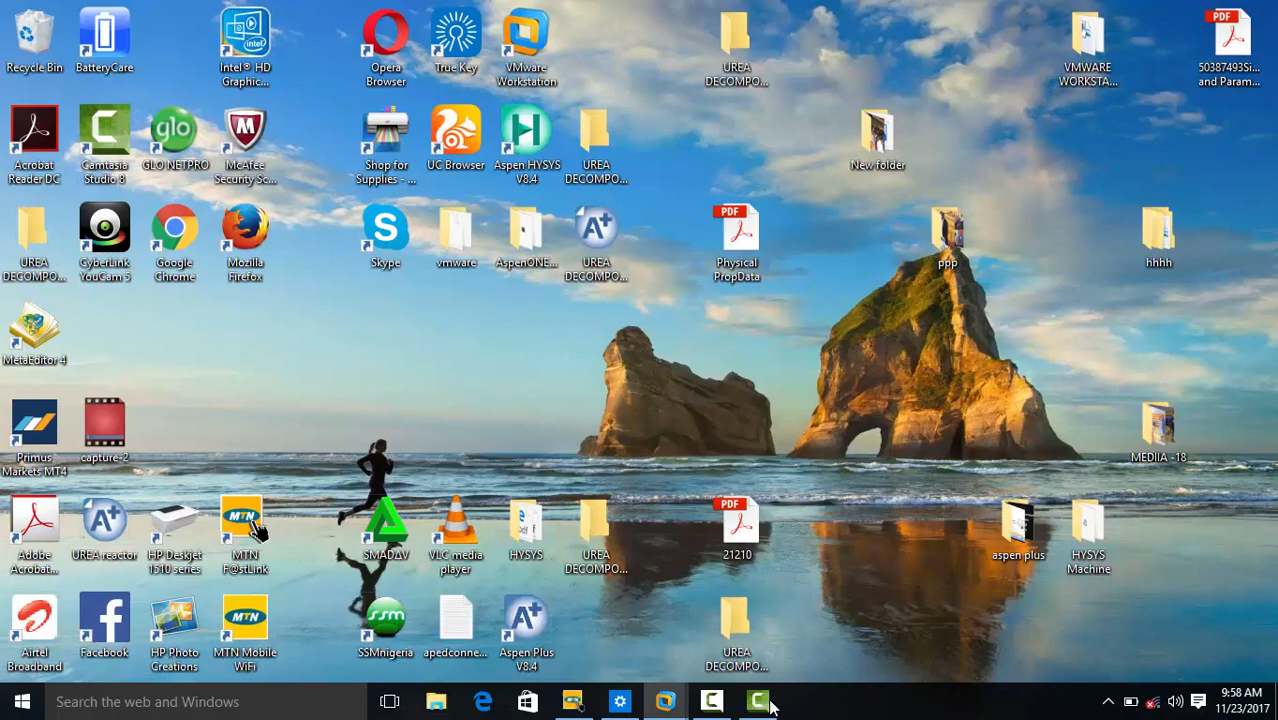 Recycle Bin
BatteryCare
Intel® HD
Graphic...
Opera
Browser
True Key
VMware
Workstation
UREA
DECOMPO...
VMWARE
WORKSTA...
PDF
50387493Si...
and Param...
Acrobat
Reader DC
Camtasia
Studio 8
glo
GLO NETPRO
McAfee
Security Sc...
Shop for
Supplies - ...
UC Browser
Aspen HYSYS
V8.4
UREA
DECOMPO...
New folder
UREA
DECOMPO...
CyberLink
YouCam 5
Google
Chrome
Mozilla
Firefox
Skype
vmware
AspenONE...
UREA
DECOMPO...
PDF
Physical
PropData
ppp
hhhh
MetaEditor 4
Primus
Markets MT4
capture-2
MEDIIA -18
Adobe
Acrobat...
UREA reactor
HP Deskjet
1510 series
MTN
MTN
F@stLink
SMADΔV
VLC media
player
HYSYS
UREA
DECOMPO...
PDF
21210
aspen plus
HYSYS
Machine
Airtel
Broadband
Facebook
HP Photo
Creations
MTN
MTN Mobile
WiFi
ssm
SSMnigeria
apedconne...
Aspen Plus
V8.4
UREA
DECOMPO...
Search the web and Windows
9:58 AM
11/23/2017